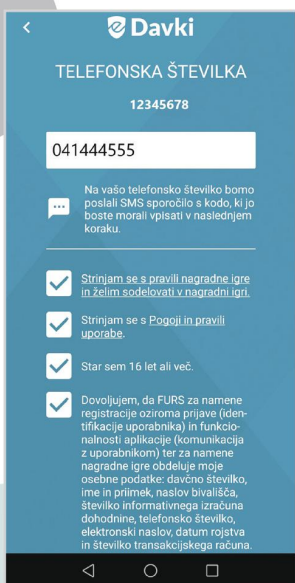 eDavki
TELEFONSKA ŠTEVILKA
12345678
041444555
Na vašo telefonsko številko bomo
poslali SMS sporočilo s kodo, ki jo
boste morali vpisati v naslednjem
koraku.
Strinjam se s pravili nagradne igre
in želim sodelovati v nagradni igri.
Strinjam se s Pogoji in pravili
uporabe.
Star sem 16 let ali več.
Dovoljujem, da FURS za namene
registracije oziroma prijave (iden-
tifikacije uporabnika) in funkcio-
nalnosti aplikacije (komunikacija
z uporabnikom) ter za namene
nagradne igre obdeluje moje
osebne podatke: davčno številko,
ime in priimek, naslov bivališča,
številko informativnega izračuna
dohodnine, telefonsko številko,
elektronski naslov, datum rojstva
in številko transakcijskega računa.